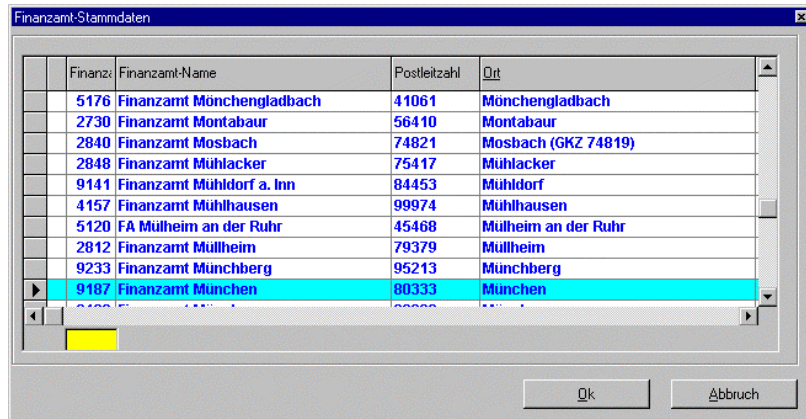 Finanzamt-Stammdaten
Finanza Finanzamt-Name Postleitzahl Ort
5176 Finanzamt Mönchengladbach 41061 Mönchengladbach
2730 Finanzamt Montabaur 56410 Montabaur
2840 Finanzamt Mosbach 74821 Mosbach (GKZ 74819)
2848 Finanzamt Mühlacker 75417 Mühlacker
9141 Finanzamt Mühldorf a. Inn 84453 Mühldorf
4157 Finanzamt Mühlhausen 99974 Mühlhausen
5120 FA Mülheim an der Ruhr 45468 Mülheim an der Ruhr
2812 Finanzamt Müllheim 79379 Müllheim
9233 Finanzamt Münchberg 95213 Münchberg
9187 Finanzamt München 80333 München
Ok Abbruch